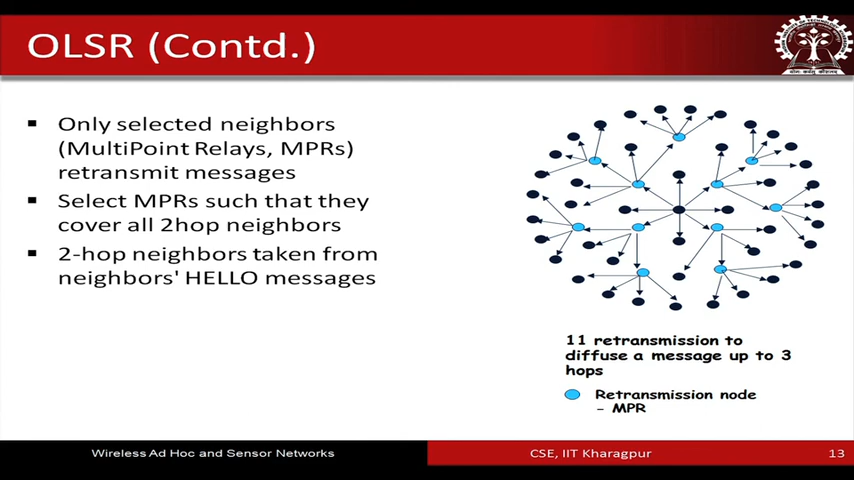 OLSR (Contd.)
Only selected neighbors
(MultiPoint Relays, MPRs)
retransmit messages
Select MPRs such that they
cover all 2hop neighbors
2-hop neighbors taken from
neighbors' HELLO messages
11 retransmission to
diffuse a message up to 3
hops
Retransmission node
- MPR
Wireless Ad Hoc and Sensor Networks
CSE, IIT Kharagpur
13